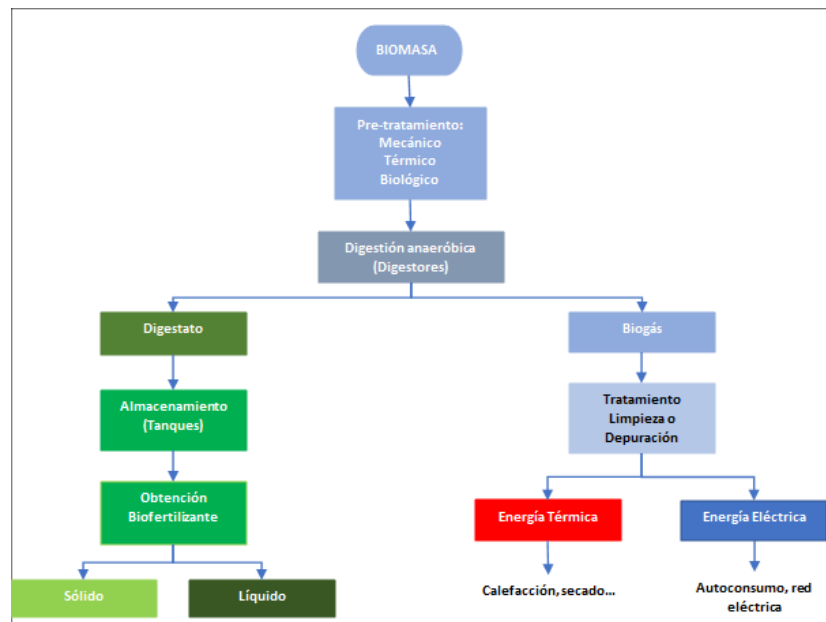 BIOMASA
Pre-tratamiento:
Mecánico
Térmico
Biológico
Digestión anaeróbica
(Digestores)
Digestato
Biogás
Almacenamiento
(Tanques)
Tratamiento
Limpieza o
Depuración
Obtención
Biofertilizante
Energía Térmica
Energía Eléctrica
Sólido
Líquido
Calefacción, secado...
Autoconsumo, red
eléctrica